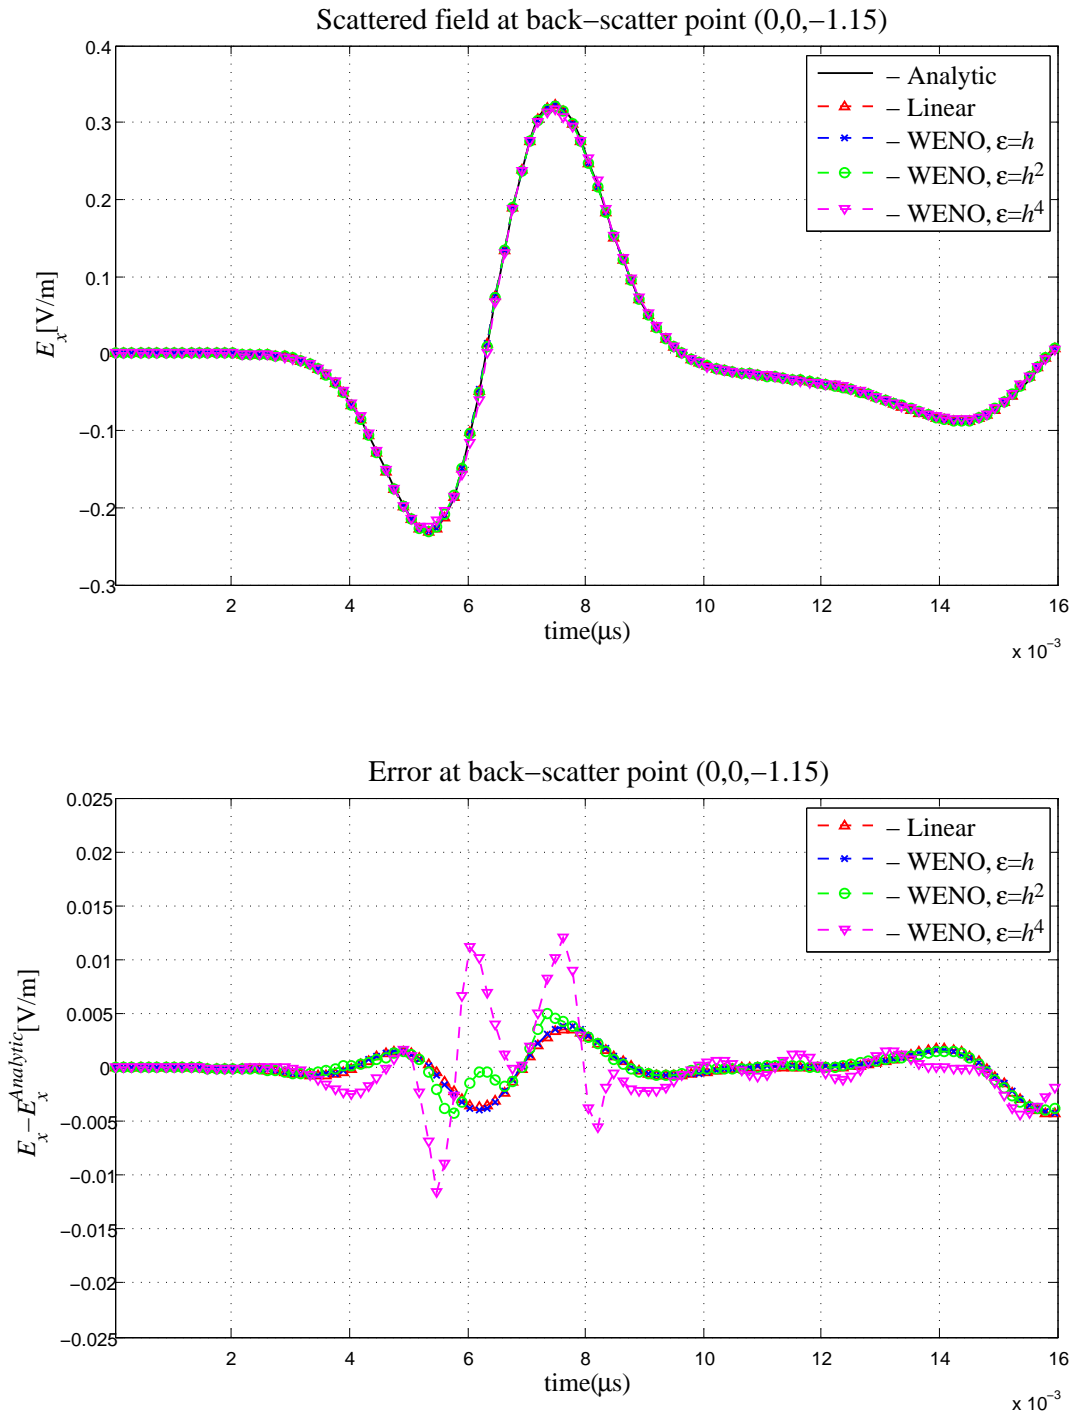 Scattered field at back−scatter point (0,0,−1.15)
0.4
0.3
0.2
0.1
0
−0.1
−0.2
−0.3
E_x[V/m]
– Analytic
– Linear
– WENO, ε=h
– WENO, ε=h²
– WENO, ε=h⁴
2 4 6 8 10 12 14 16
time(μs)
x 10⁻³
Error at back−scatter point (0,0,−1.15)
0.025
0.02
0.015
0.01
0.005
0
−0.005
−0.01
−0.015
−0.02
−0.025
E_x−E_x^Analytic[V/m]
– Linear
– WENO, ε=h
– WENO, ε=h²
– WENO, ε=h⁴
2 4 6 8 10 12 14 16
time(μs)
x 10⁻³